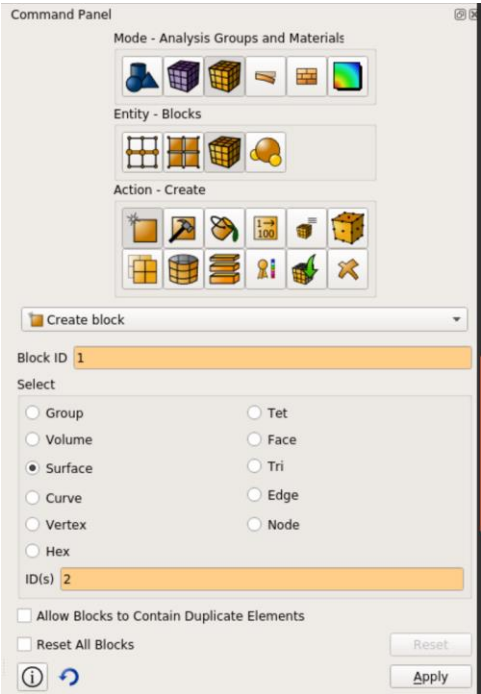 Command Panel
Mode - Analysis Groups and Materials
Entity - Blocks
Action - Create
1→
100
Create block
Block ID 1
Select
Group
Tet
Volume
Face
Surface
Tri
Curve
Edge
Vertex
Node
Hex
ID(s) 2
Allow Blocks to Contain Duplicate Elements
Reset All Blocks
Reset
Apply